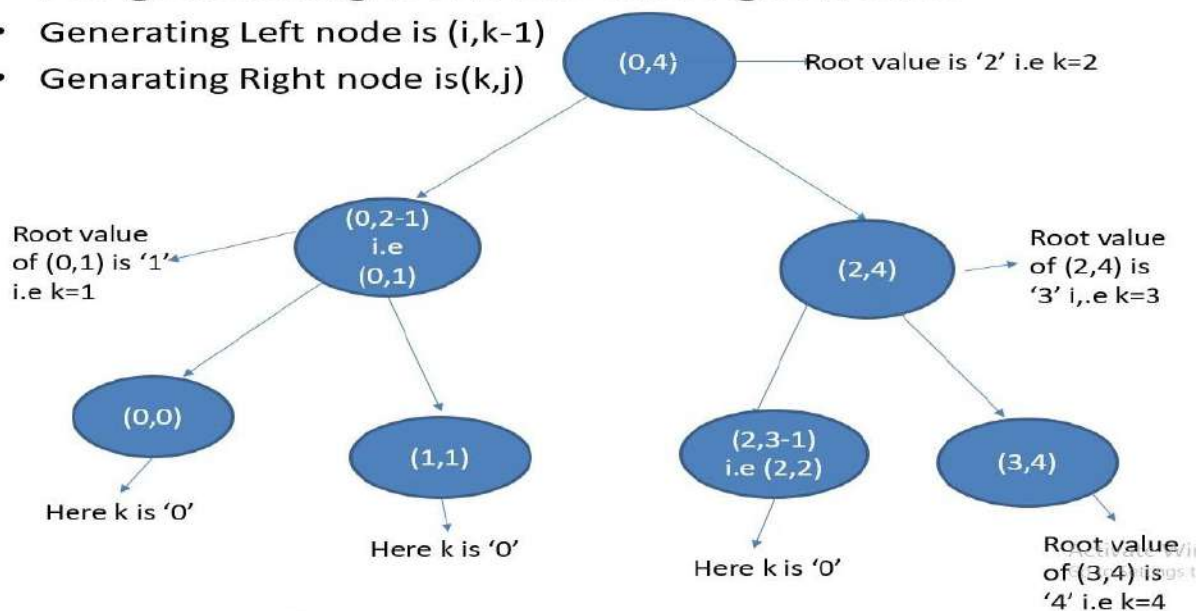 • Generating Left node is (i,k-1)
• Genarating Right node is(k,j)
(0,4)
Root value is ‘2’ i.e k=2
Root value
of (0,1) is ‘1’
i.e k=1
(0,2-1)
i.e
(0,1)
(2,4)
Root value
of (2,4) is
‘3’ i,.e k=3
(0,0)
(1,1)
(2,3-1)
i.e (2,2)
(3,4)
Here k is ‘0’
Here k is ‘0’
Here k is ‘0’
Root value
of (3,4) is
‘4’ i.e k=4